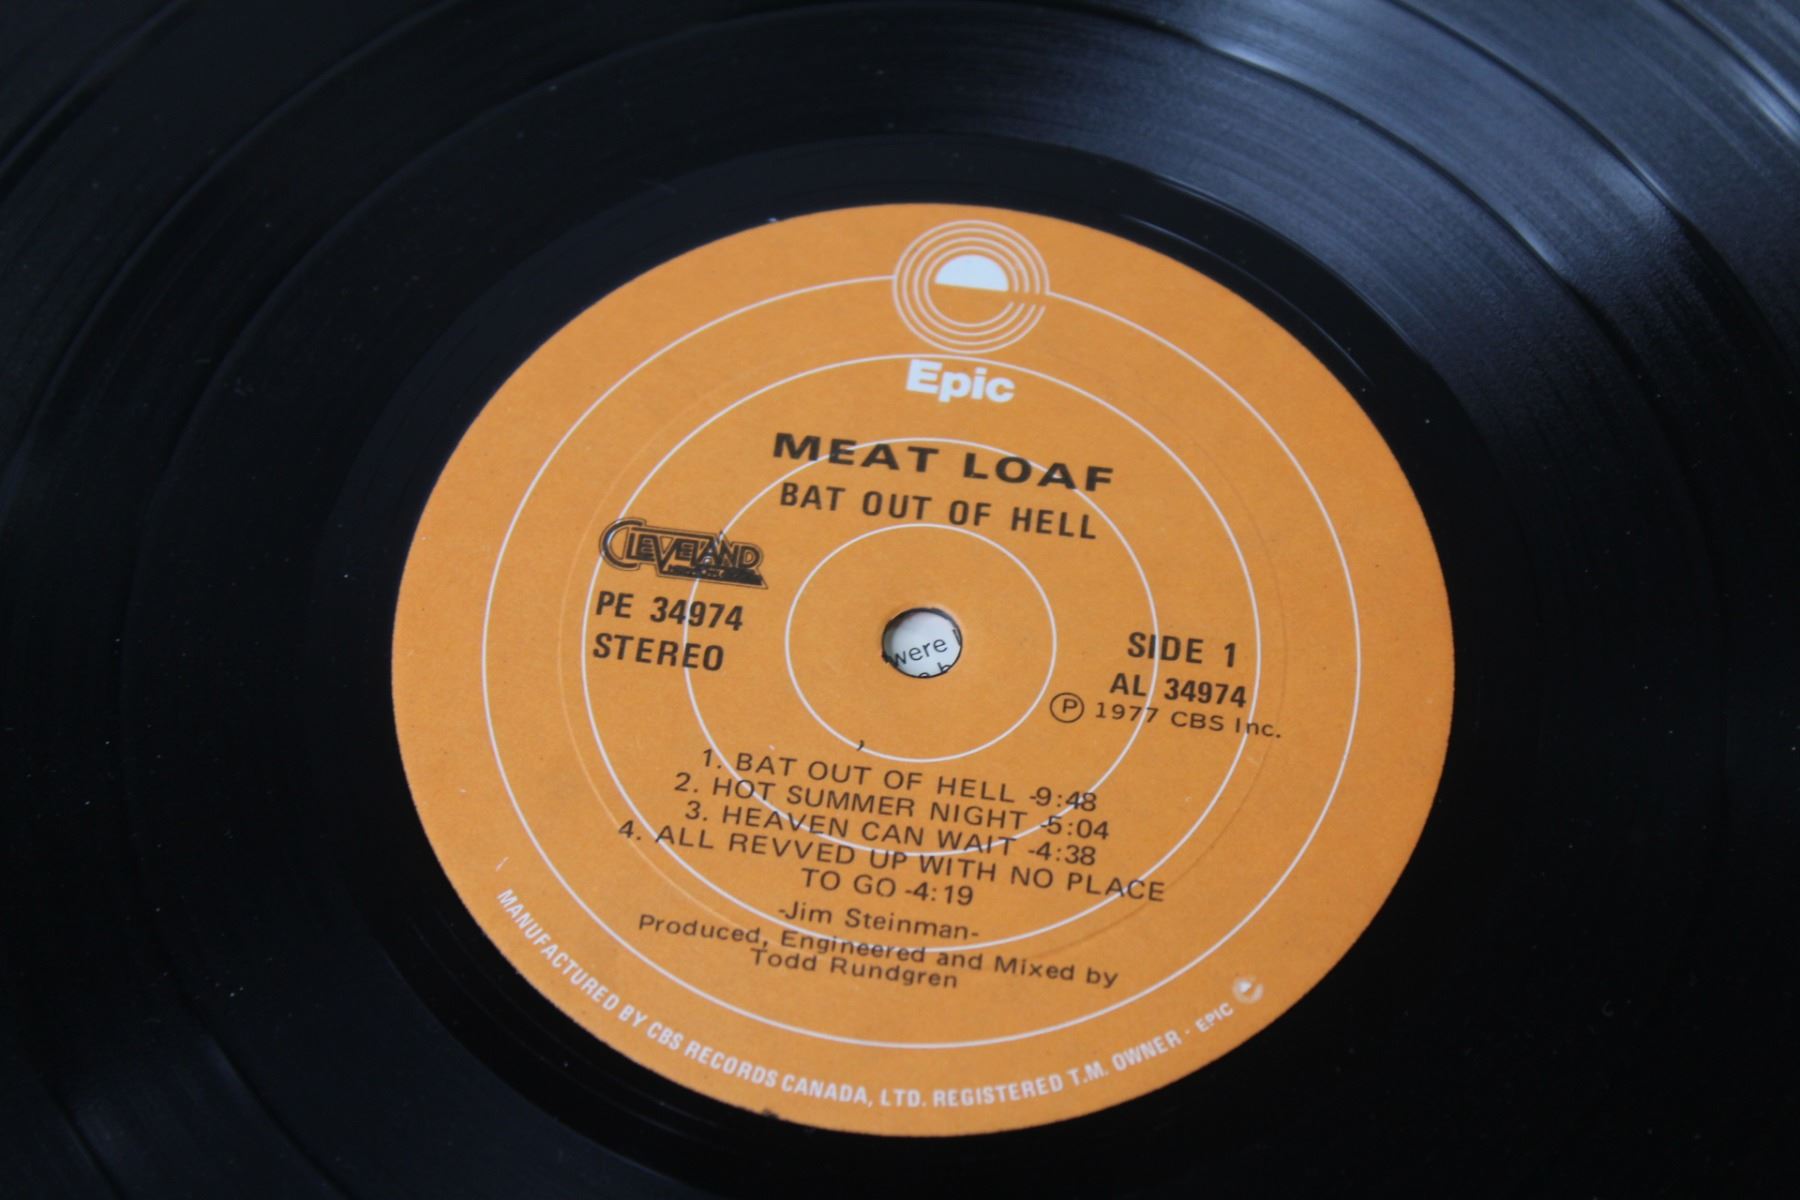 Epic
MEAT LOAF
BAT OUT OF HELL
CLEVELAND
PE 34974
STEREO
were
SIDE 1
AL 34974
Ⓟ 1977 CBS Inc.
1. BAT OUT OF HELL -9:48
2. HOT SUMMER NIGHT -5:04
3. HEAVEN CAN WAIT -4:38
4. ALL REVVED UP WITH NO PLACE
TO GO -4:19
-Jim Steinman-
Produced, Engineered and Mixed by
Todd Rundgren
MANUFACTURED BY CBS RECORDS CANADA, LTD. REGISTERED T.M. OWNER - EPIC